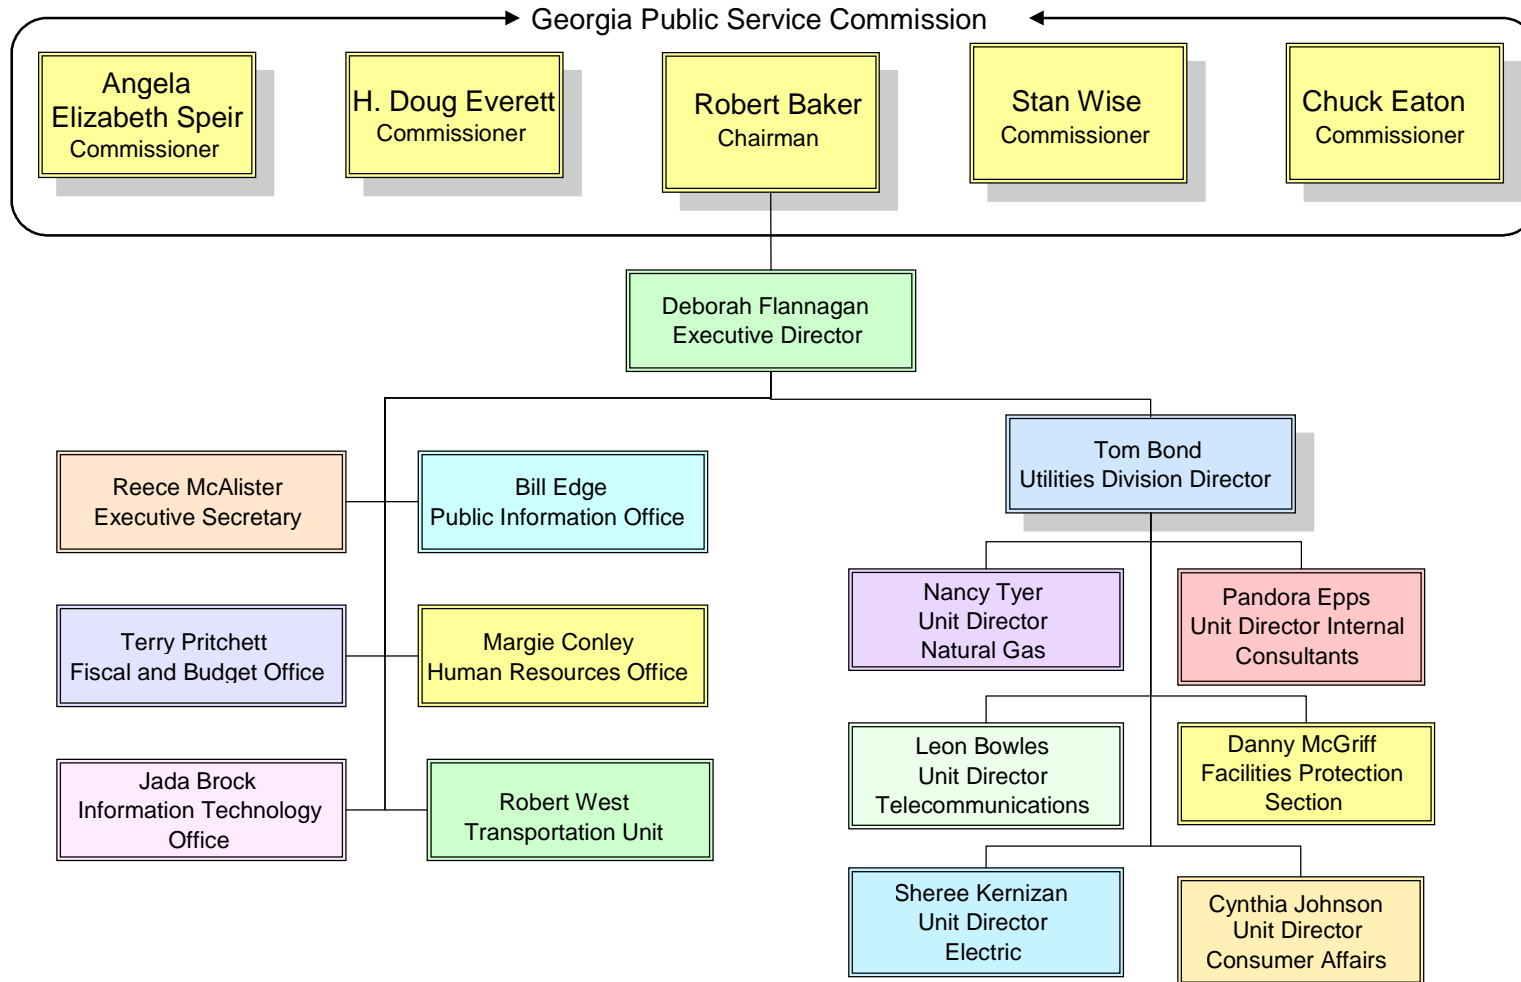 Georgia Public Service Commission
Angela
Elizabeth Speir
Commissioner
H. Doug Everett
Commissioner
Robert Baker
Chairman
Stan Wise
Commissioner
Chuck Eaton
Commissioner
Deborah Flannagan
Executive Director
Reece McAlister
Executive Secretary
Bill Edge
Public Information Office
Terry Pritchett
Fiscal and Budget Office
Margie Conley
Human Resources Office
Jada Brock
Information Technology
Office
Robert West
Transportation Unit
Tom Bond
Utilities Division Director
Nancy Tyer
Unit Director
Natural Gas
Pandora Epps
Unit Director Internal
Consultants
Leon Bowles
Unit Director
Telecommunications
Danny McGriff
Facilities Protection
Section
Sheree Kernizan
Unit Director
Electric
Cynthia Johnson
Unit Director
Consumer Affairs